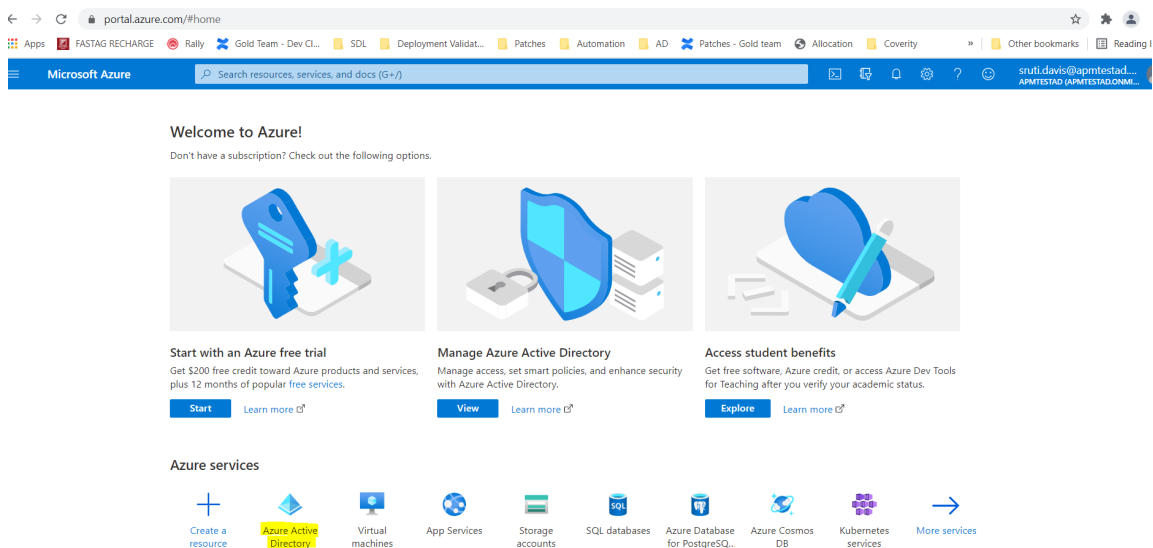 portal.azure.com/#home
Apps FASTAG RECHARGE Rally Gold Team - Dev Cl... SDL Deployment Validat... Patches Automation AD Patches - Gold team Allocation Coverity » Other bookmarks Reading l
Microsoft Azure Search resources, services, and docs (G+/) sruti.davis@apmtestad....
APMTESTAD (APMTESTAD.ONMI...
Welcome to Azure!
Don't have a subscription? Check out the following options.
Start with an Azure free trial
Get $200 free credit toward Azure products and services,
plus 12 months of popular free services.
Start Learn more
Manage Azure Active Directory
Manage access, set smart policies, and enhance security
with Azure Active Directory.
View Learn more
Access student benefits
Get free software, Azure credit, or access Azure Dev Tools
for Teaching after you verify your academic status.
Explore Learn more
Azure services
Create a
resource
Azure Active
Directory
Virtual
machines
App Services
Storage
accounts
SQL
SQL databases
Azure Database
for PostgreSQ...
Azure Cosmos
DB
Kubernetes
services
More services